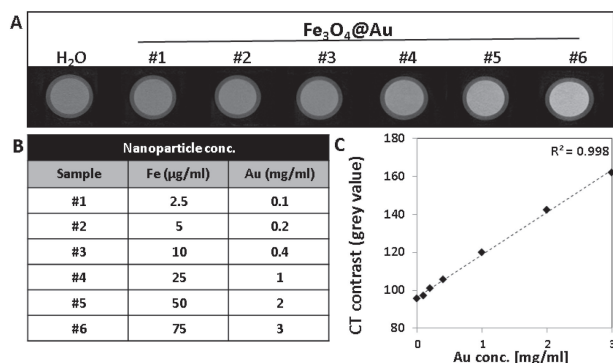 A
Fe₃O₄@Au
H₂O #1 #2 #3 #4 #5 #6
B
Nanoparticle conc.
Sample Fe (µg/ml) Au (mg/ml)
#1 2.5 0.1
#2 5 0.2
#3 10 0.4
#4 25 1
#5 50 2
#6 75 3
C
R² = 0.998
CT contrast (grey value)
180
160
140
120
100
80
0 1 2 3
Au conc. [mg/ml]